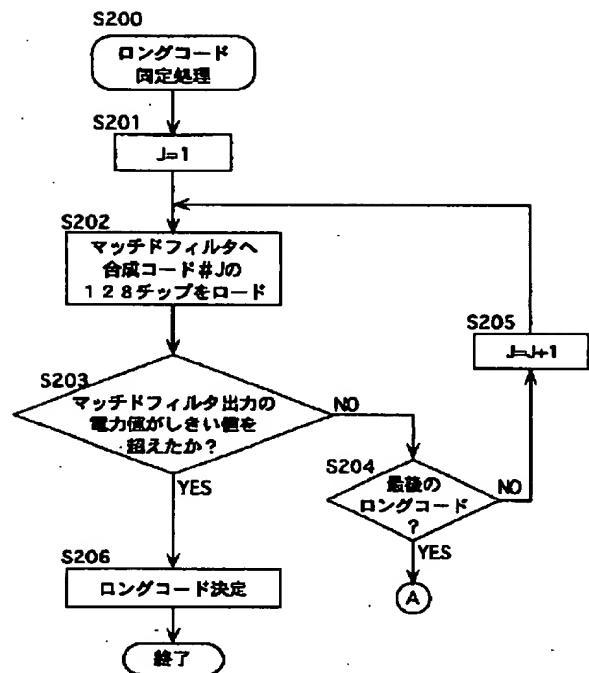 S200
ロングコード
同定処理
S201
J=1
S202
マッチドフィルタへ
合成コード#Jの
128チップをロード
S205
J=J+1
S203
マッチドフィルタ出力の
電力値がしきい値を
超えたか?
NO
YES
S204
最後の
ロングコード
?
NO
YES
A
S206
ロングコード決定
終了